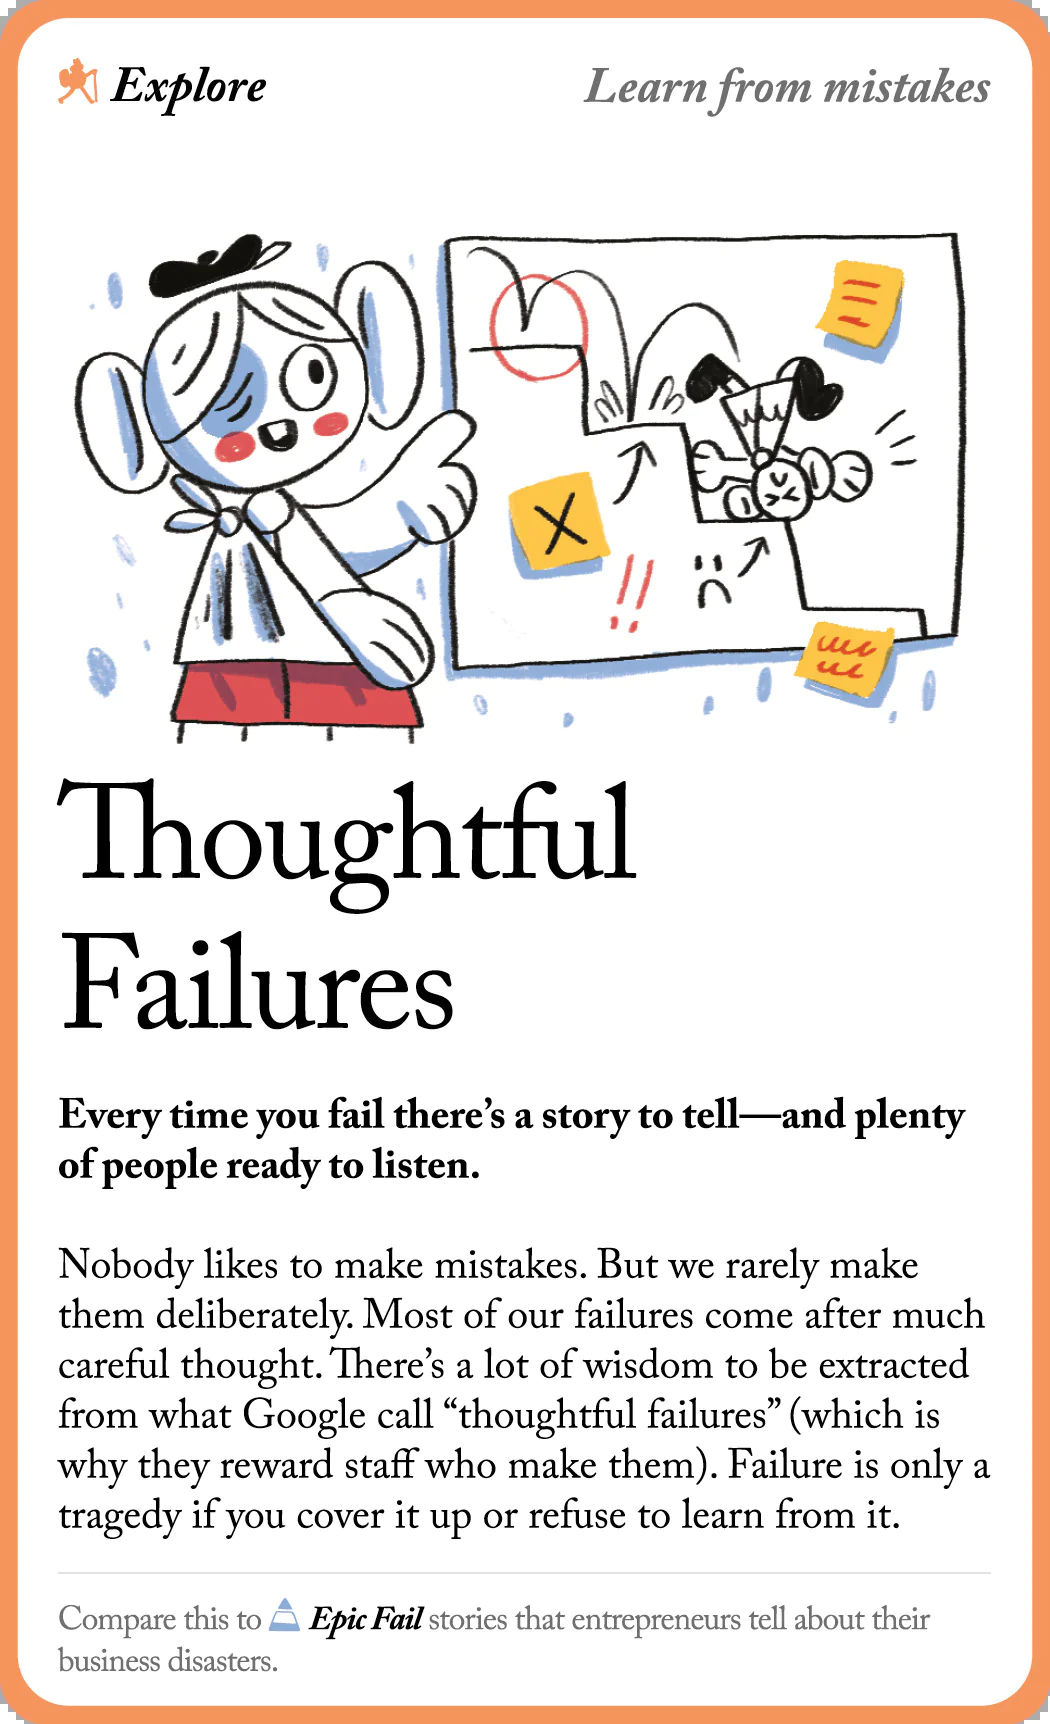 Explore
Learn from mistakes
X
!!
Thoughtful
Failures
Every time you fail there’s a story to tell—and plenty
of people ready to listen.
Nobody likes to make mistakes. But we rarely make
them deliberately. Most of our failures come after much
careful thought. There’s a lot of wisdom to be extracted
from what Google call “thoughtful failures” (which is
why they reward staff who make them). Failure is only a
tragedy if you cover it up or refuse to learn from it.
Compare this to Epic Fail stories that entrepreneurs tell about their
business disasters.